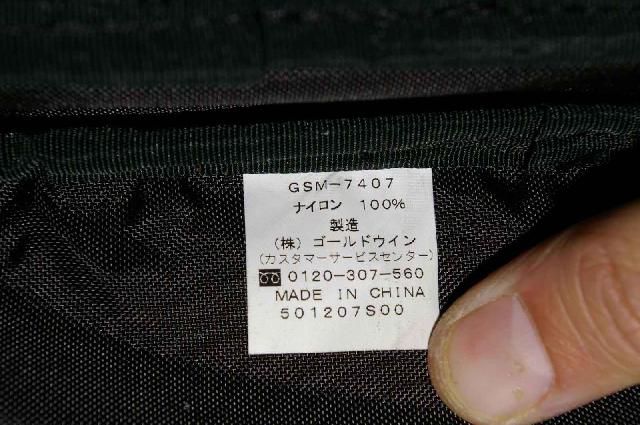 GSM-7407
ナイロン 100%
製造
(株) ゴールドウイン
(カスタマーサービスセンター)
0120-307-560
MADE IN CHINA
501207S00